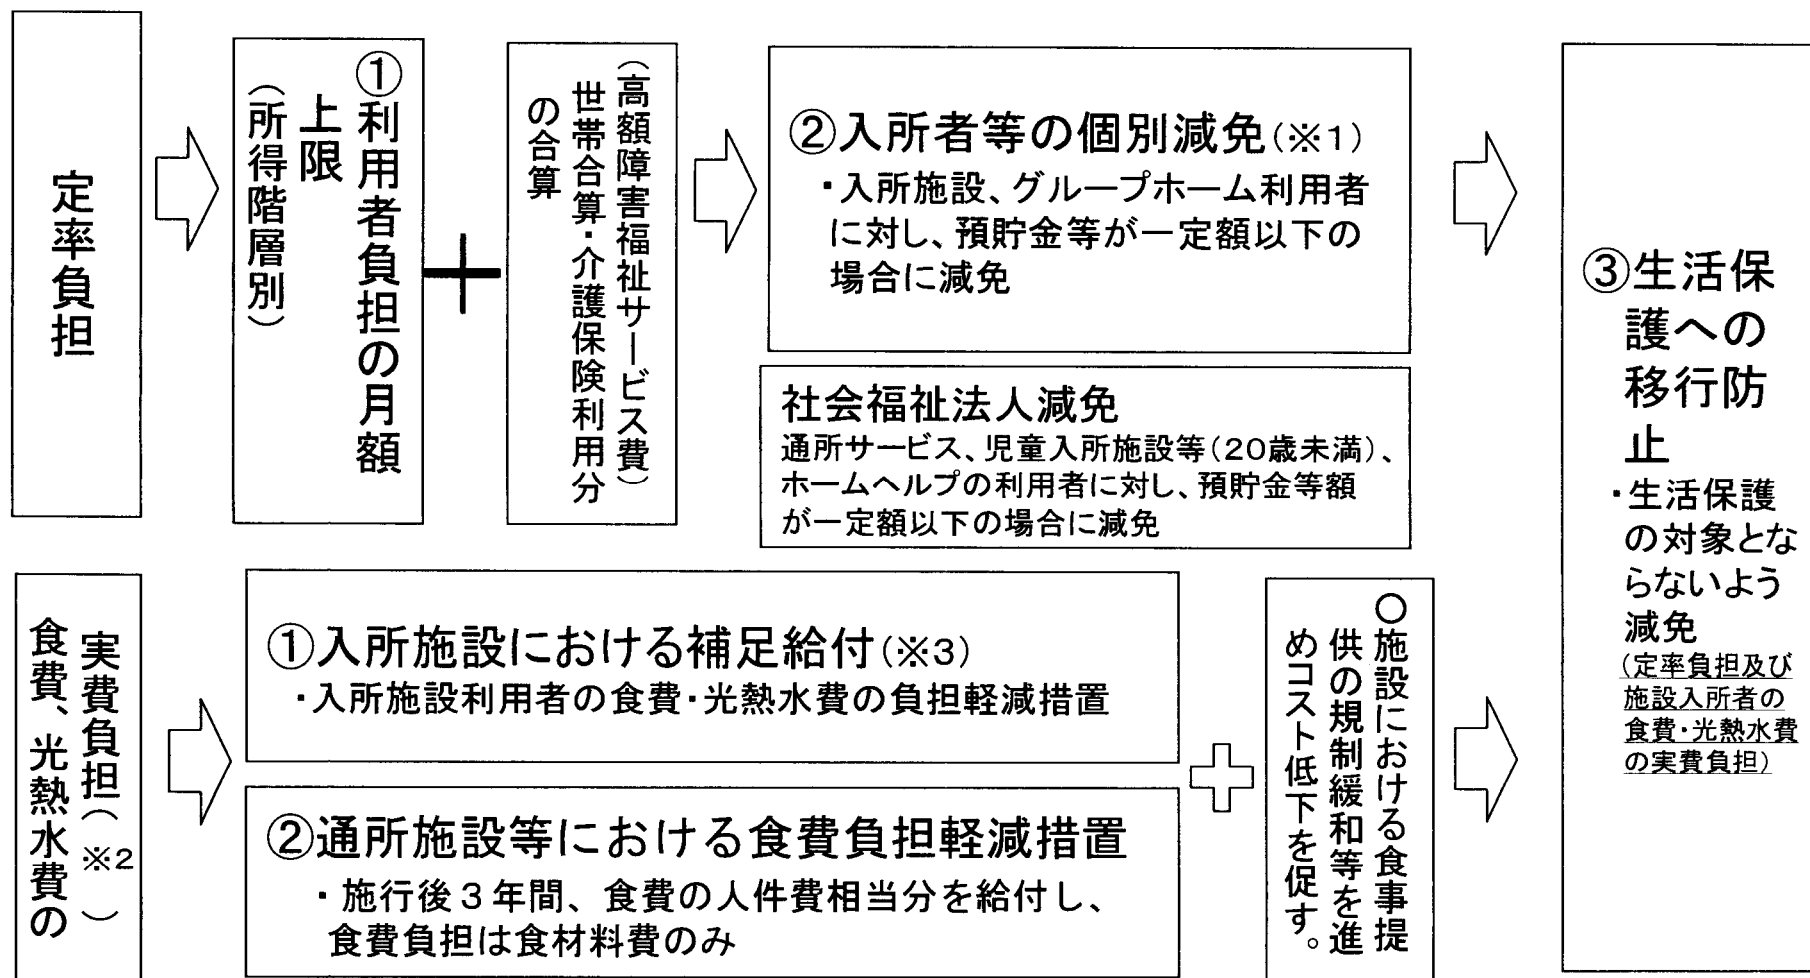 定率負担
①利用者負担の月額
上限
（所得階層別）
（高額障害福祉サービス費）
世帯合算・介護保険利用分
の合算
②入所者等の個別減免（※1）
・入所施設、グループホーム利用者
に対し、預貯金等が一定額以下の
場合に減免
社会福祉法人減免
通所サービス、児童入所施設等（20歳未満）、
ホームヘルプの利用者に対し、預貯金等額
が一定額以下の場合に減免
③生活保
護への
移行防
止
・生活保護
の対象とな
らないよう
減免
（定率負担及び
施設入所者の
食費・光熱水費
の実費負担）
食費、光熱水費の
実費負担（※2）
①入所施設における補足給付（※3）
・入所施設利用者の食費・光熱水費の負担軽減措置
②通所施設等における食費負担軽減措置
・施行後３年間、食費の人件費相当分を給付し、
食費負担は食材料費のみ
○施設における食事提
供の規制緩和等を進
めコスト低下を促す。